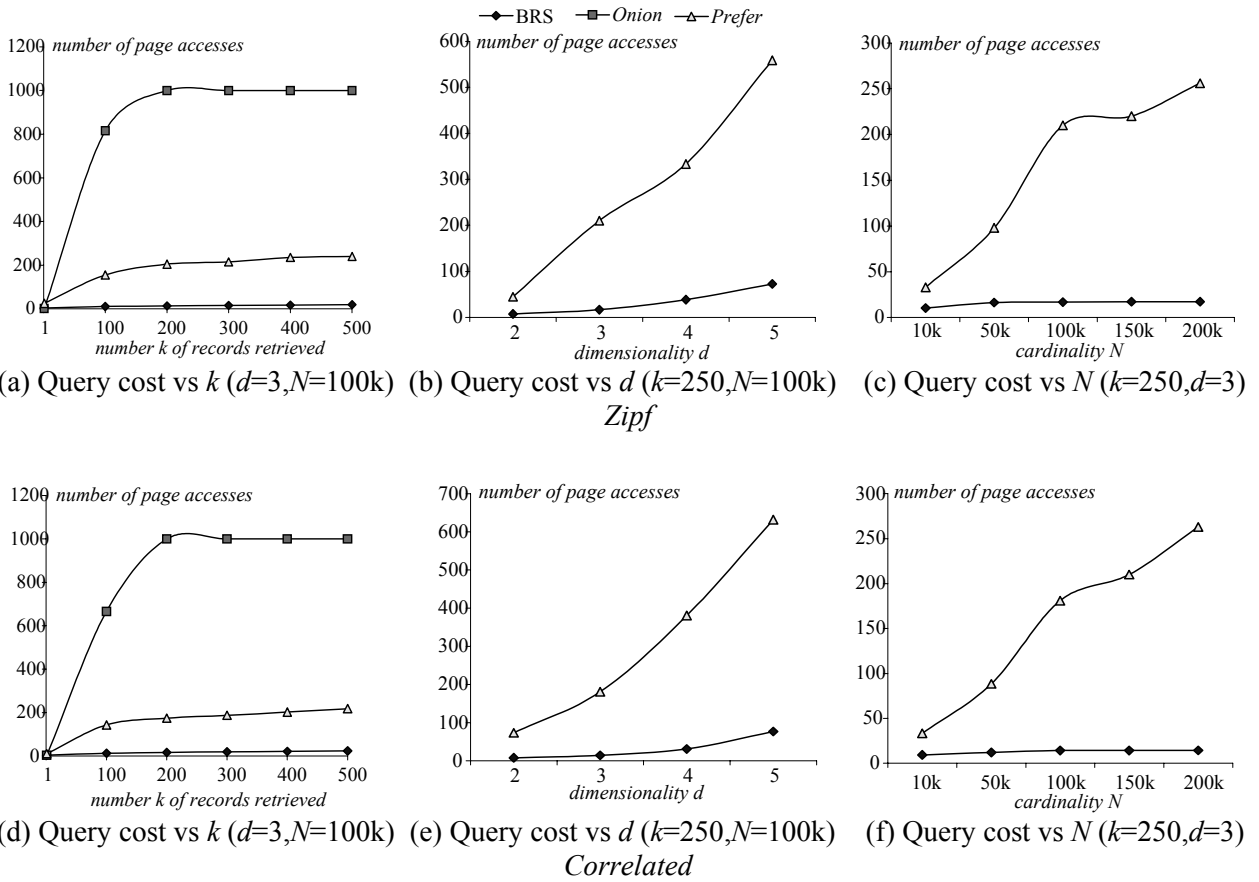 BRS Onion Prefer
number of page accesses
1200
1000
800
600
400
200
0
1 100 200 300 400 500
number k of records retrieved
(a) Query cost vs k (d=3,N=100k)
number of page accesses
600
500
400
300
200
100
0
2 3 4 5
dimensionality d
(b) Query cost vs d (k=250,N=100k)
number of page accesses
300
250
200
150
100
50
0
10k 50k 100k 150k 200k
cardinality N
(c) Query cost vs N (k=250,d=3)
Zipf
number of page accesses
1200
1000
800
600
400
200
0
1 100 200 300 400 500
number k of records retrieved
(d) Query cost vs k (d=3,N=100k)
number of page accesses
700
600
500
400
300
200
100
0
2 3 4 5
dimensionality d
(e) Query cost vs d (k=250,N=100k)
number of page accesses
300
250
200
150
100
50
0
10k 50k 100k 150k 200k
cardinality N
(f) Query cost vs N (k=250,d=3)
Correlated